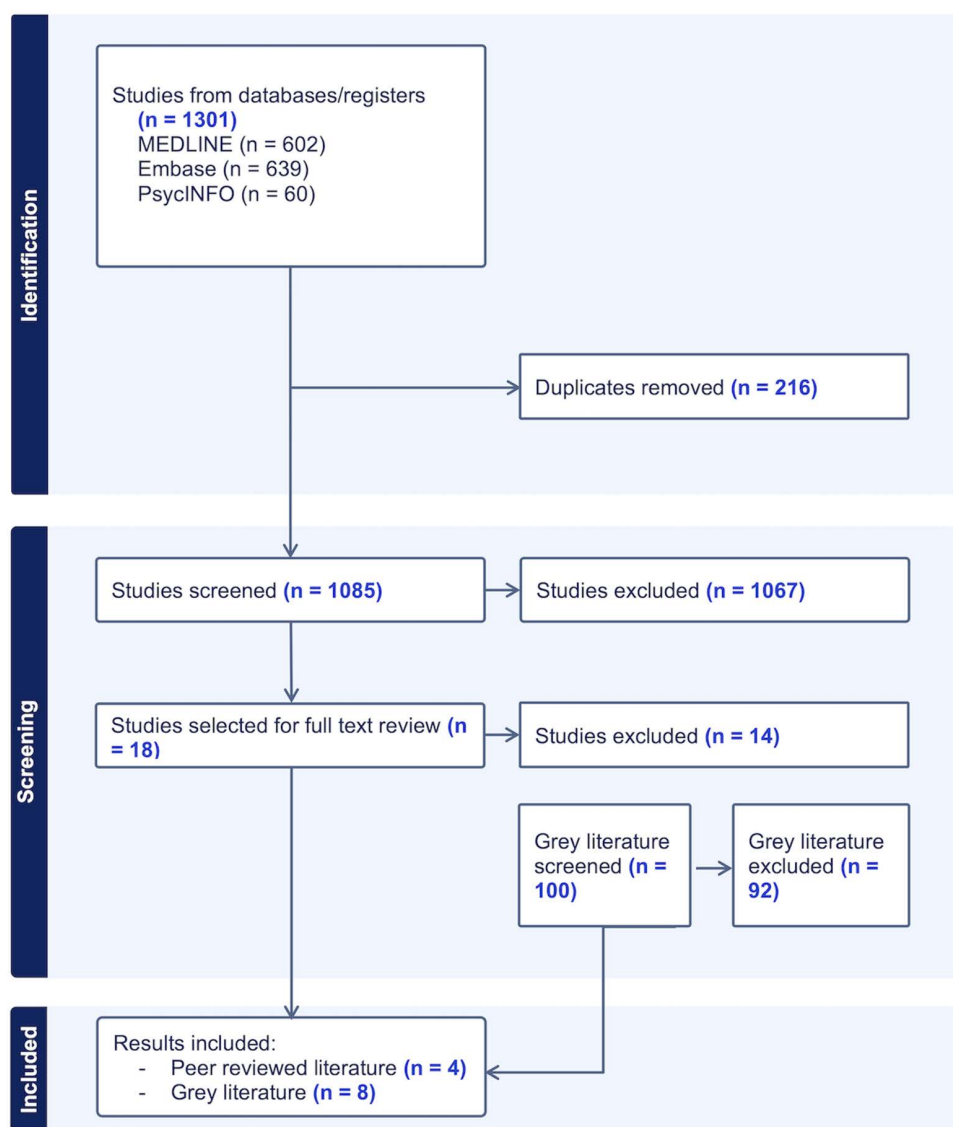 Identification
Studies from databases/registers
(n = 1301)
MEDLINE (n = 602)
Embase (n = 639)
PsycINFO (n = 60)
Duplicates removed (n = 216)
Screening
Studies screened (n = 1085)
Studies excluded (n = 1067)
Studies selected for full text review (n
= 18)
Studies excluded (n = 14)
Grey literature
screened (n =
100)
Grey literature
excluded (n =
92)
Included
Results included:
- Peer reviewed literature (n = 4)
- Grey literature (n = 8)